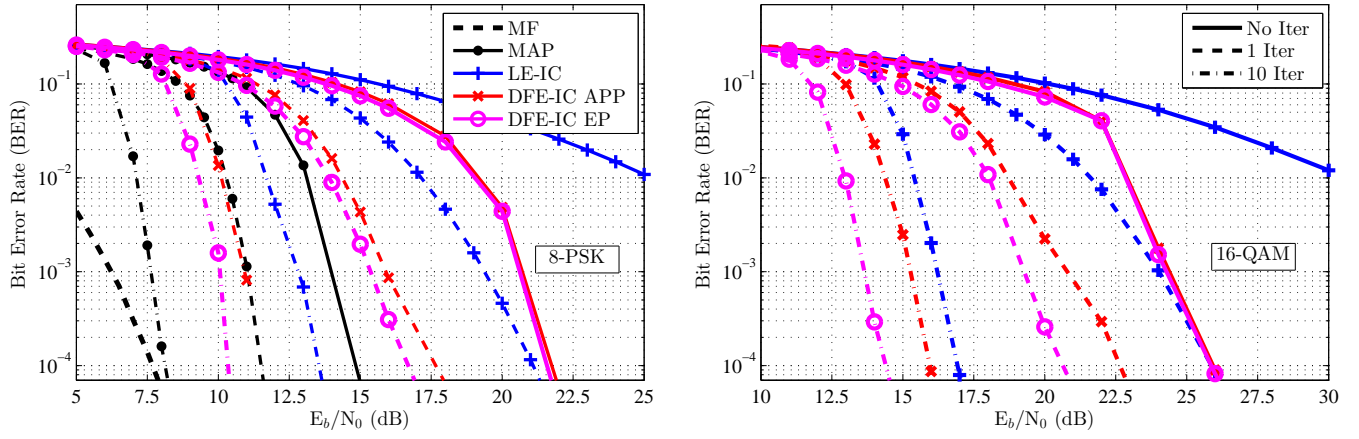 Bit Error Rate (BER)
10⁻¹
10⁻²
10⁻³
10⁻⁴
MF
MAP
LE-IC
DFE-IC APP
DFE-IC EP
8-PSK
5 7.5 10 12.5 15 17.5 20 22.5 25
E_b/N_0 (dB)
Bit Error Rate (BER)
10⁻¹
10⁻²
10⁻³
10⁻⁴
No Iter
1 Iter
10 Iter
16-QAM
10 12.5 15 17.5 20 22.5 25 27.5 30
E_b/N_0 (dB)